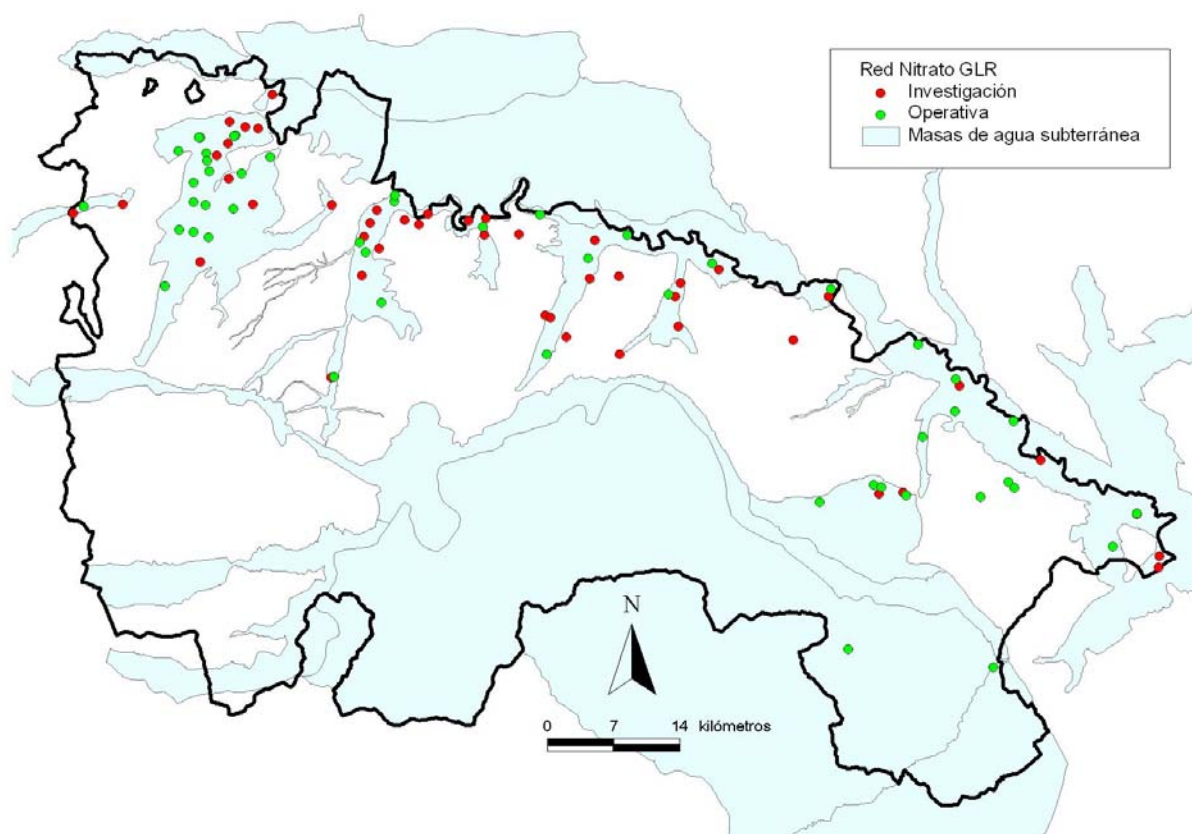 Red Nitrato GLR
Investigación
Operativa
Masas de agua subterránea
N
0 7 14 kilómetros